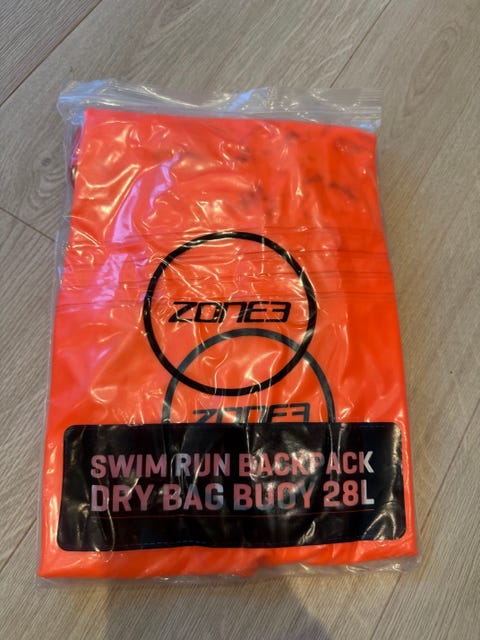 ZONE3
ZONE3
SWIM RUN BACKPACK
DRY BAG BUOY 28L